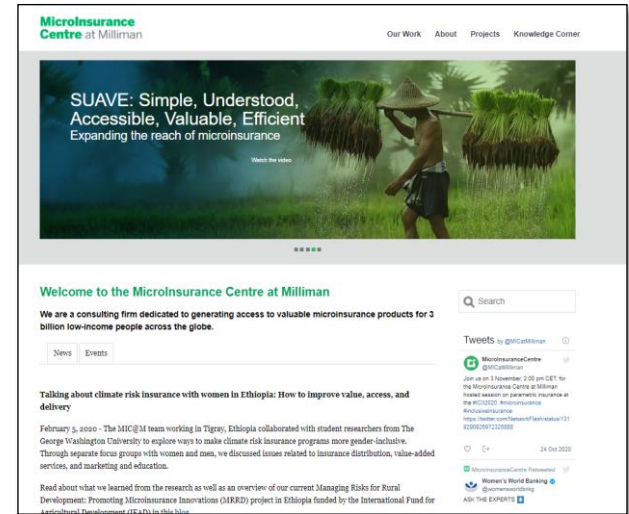 MicroInsurance
Centre at Milliman
Our Work About Projects Knowledge Corner
SUAVE: Simple, Understood,
Accessible, Valuable, Efficient
Expanding the reach of microinsurance
Watch the video
Welcome to the MicroInsurance Centre at Milliman
We are a consulting firm dedicated to generating access to valuable microinsurance products for 3
billion low-income people across the globe.
News Events
Talking about climate risk insurance with women in Ethiopia: How to improve value, access, and
delivery
February 5, 2020 - The MIC@M team working in Tigray, Ethiopia collaborated with student researchers from The
George Washington University to explore ways to make climate risk insurance programs more gender-inclusive.
Through separate focus groups with women and men, we discussed issues related to insurance distribution, value-added
services, and marketing and education.
Read about what we learned from the research as well as an overview of our current Managing Risks for Rural
Development: Promoting Microinsurance Innovations (MRRD) project in Ethiopia funded by the International Fund for
Agricultural Development (IFAD) in this blog
Search
Tweets by @MICatMilliman
MicroInsuranceCentre
@MICatMilliman
Join us on 3 November, 2:00 pm CET, for
the MicroInsurance Centre at Milliman
hosted session on parametric insurance at
the #ICII2020. #microinsurance
#inclusiveinsurance
24 Oct 2020
MicroInsuranceCentre Retweeted
Women's World Banking
@womensworldbnkg
ASK THE EXPERTS